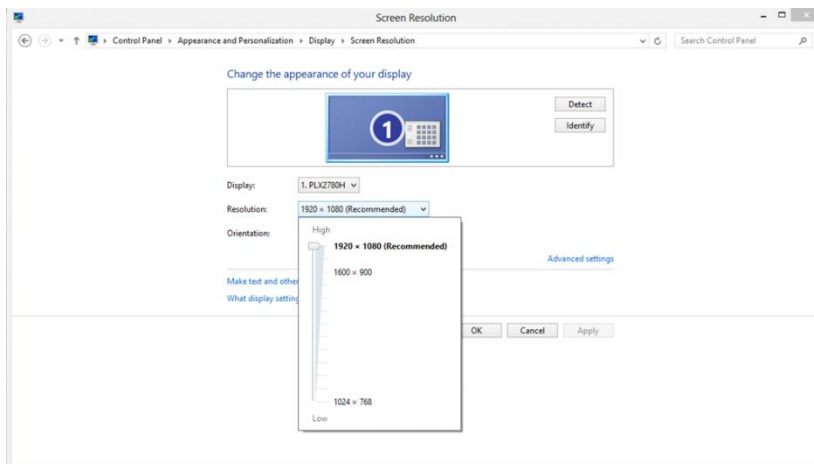 Screen Resolution
Control Panel Appearance and Personalization Display Screen Resolution
Search Control Panel
Change the appearance of your display
1
Detect
Identify
Display:
1. PLX2780H
Resolution:
1920 × 1080 (Recommended)
Orientation:
High
1920 × 1080 (Recommended)
Advanced settings
1600 × 900
Make text and other
What display setting
OK Cancel Apply
1024 × 768
Low